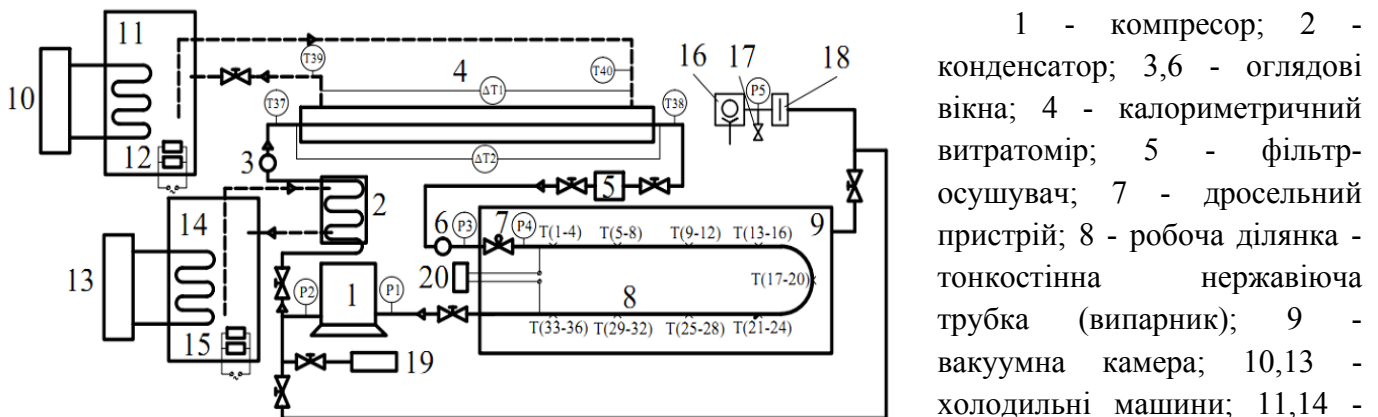 11
10
12
T39
4
T40
ΔT1
T37
T38
3
ΔT2
16
17
P5
18
2
5
14
13
15
6
P3
7
P4
T(1-4)
T(5-8)
T(9-12)
T(13-16)
9
T(17-20)
20
8
P2
1
P1
T(33-36)
T(29-32)
T(25-28)
T(21-24)
19
1 - компресор; 2 -
конденсатор; 3,6 - оглядові
вікна; 4 - калориметричний
витратомір; 5 - фільтр-
осушувач; 7 - дросельний
пристрій; 8 - робоча ділянка -
тонкостінна нержавіюча
трубка (випарник); 9 -
вакуумна камера; 10,13 -
холодильні машини; 11,14 -